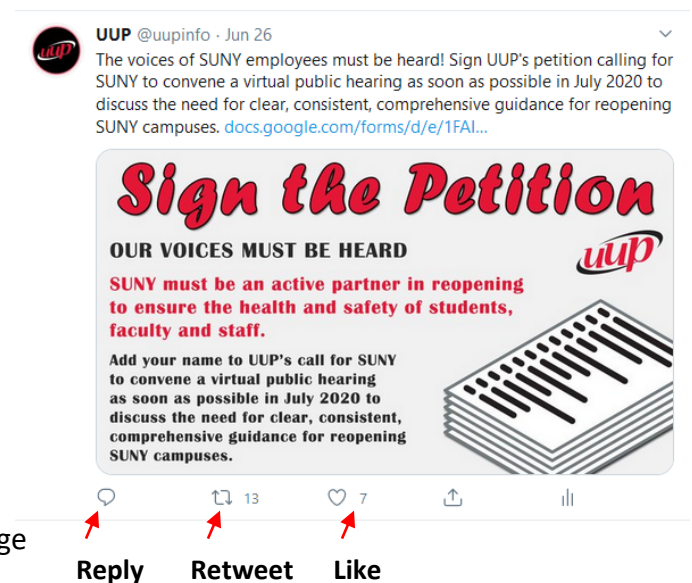 UUP @uupinfo · Jun 26
The voices of SUNY employees must be heard! Sign UUP's petition calling for
SUNY to convene a virtual public hearing as soon as possible in July 2020 to
discuss the need for clear, consistent, comprehensive guidance for reopening
SUNY campuses. docs.google.com/forms/d/e/1FAI...
uup
Sign the Petition
OUR VOICES MUST BE HEARD
uup
SUNY must be an active partner in reopening
to ensure the health and safety of students,
faculty and staff.
Add your name to UUP's call for SUNY
to convene a virtual public hearing
as soon as possible in July 2020 to
discuss the need for clear, consistent,
comprehensive guidance for reopening
SUNY campuses.
13 7
ge
Reply Retweet Like